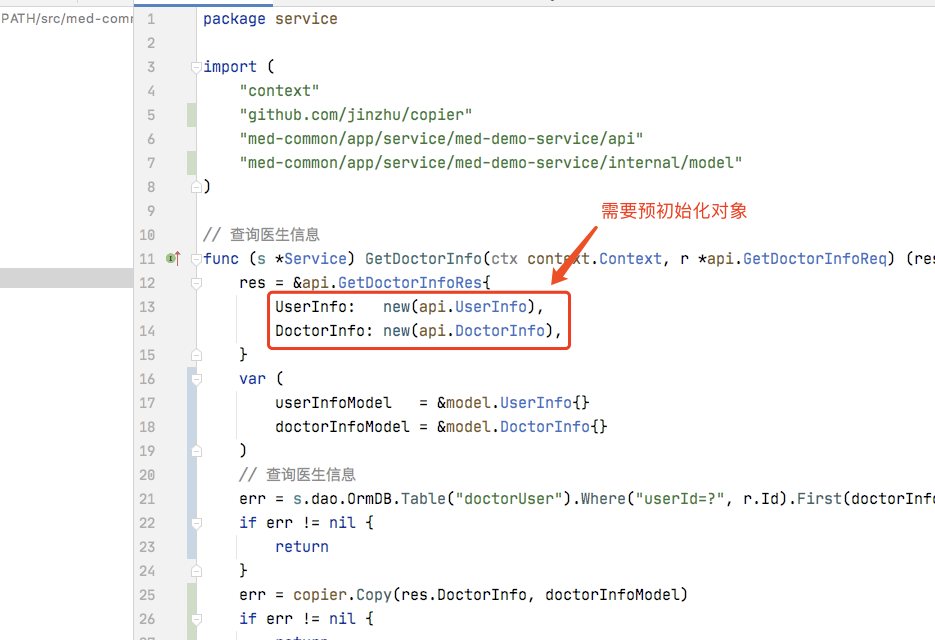 PATH/src/med-comm
1 package service
2
3 import (
4 "context"
5 "github.com/jinzhu/copier"
6 "med-common/app/service/med-demo-service/api"
7 "med-common/app/service/med-demo-service/internal/model"
8 )
9
需要预初始化对象
10 // 查询医生信息
11 func (s *Service) GetDoctorInfo(ctx context.Context, r *api.GetDoctorInfoReq) (res
12 res = &api.GetDoctorInfoRes{
13 UserInfo: new(api.UserInfo),
14 DoctorInfo: new(api.DoctorInfo),
15 }
16 var (
17 userInfoModel = &model.UserInfo{}
18 doctorInfoModel = &model.DoctorInfo{}
19 )
20 // 查询医生信息
21 err = s.dao.OrmDB.Table("doctorUser").Where("userId=?", r.Id).First(doctorInfo
22 if err != nil {
23 return
24 }
25 err = copier.Copy(res.DoctorInfo, doctorInfoModel)
26 if err != nil {